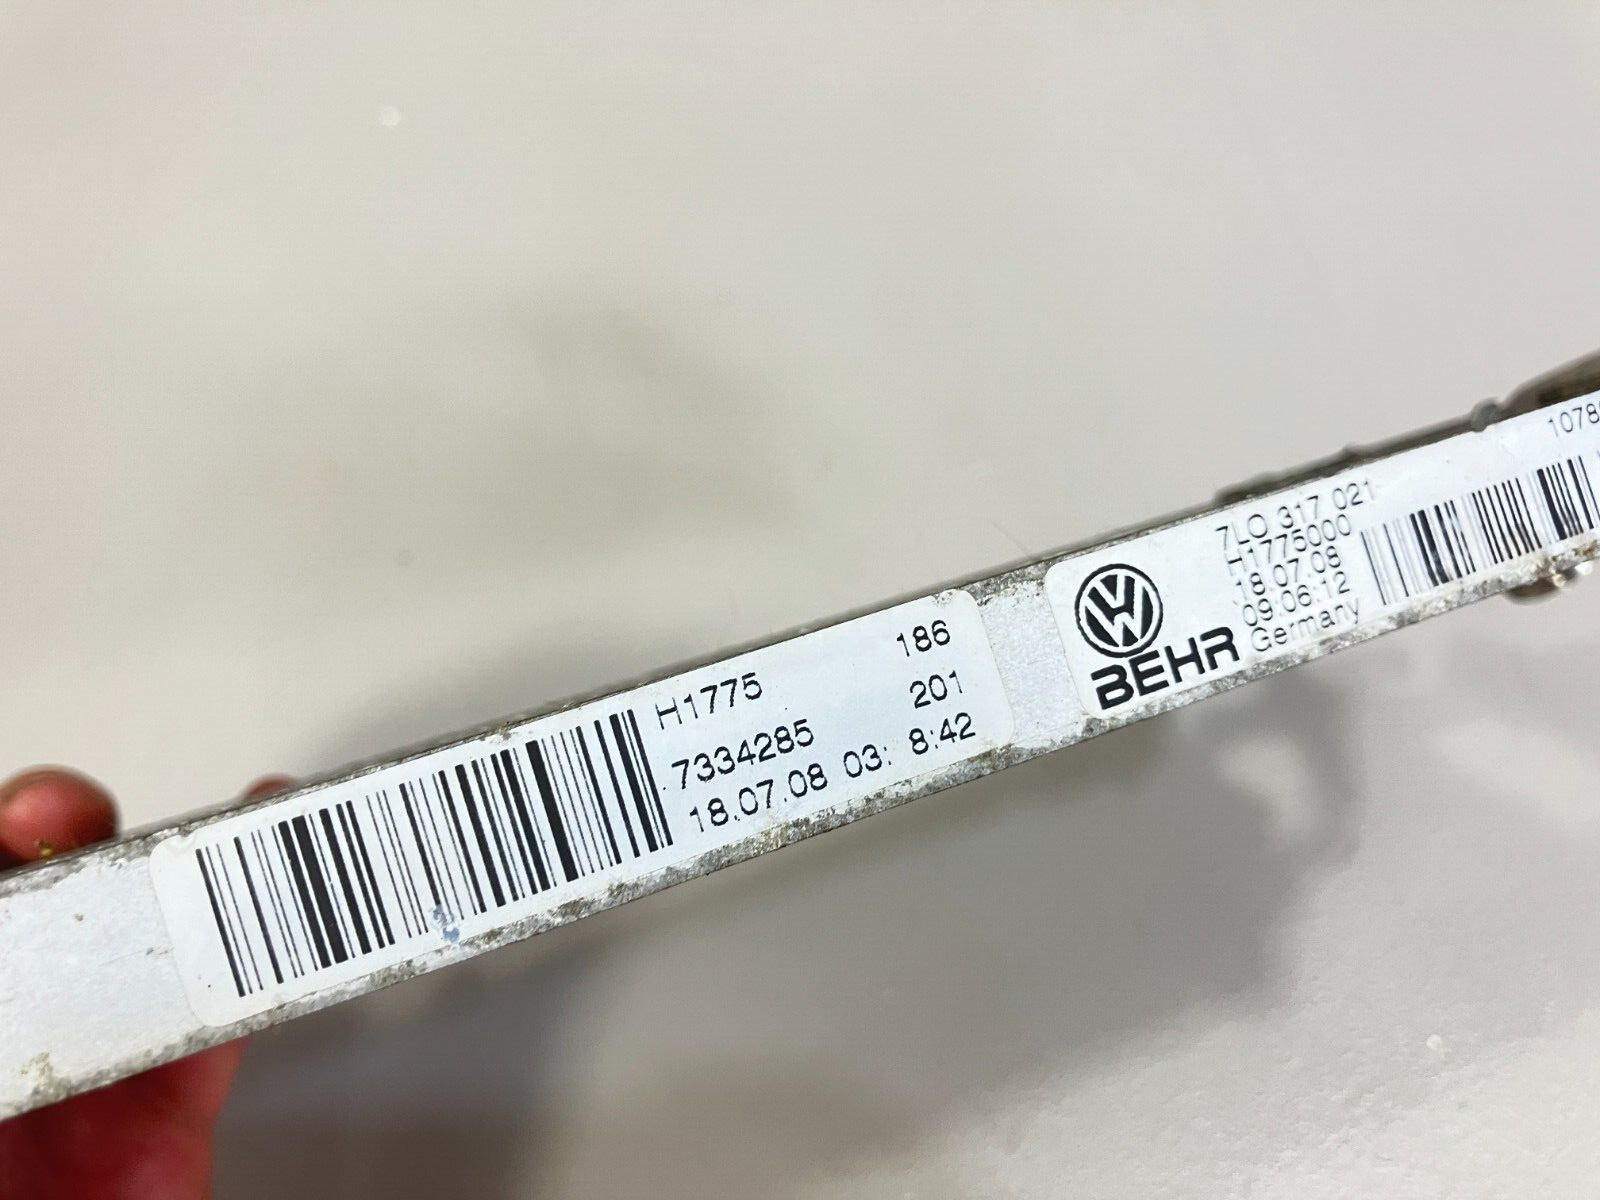 H1775 186
7334285 201
18.07.08 03: 8:42
BEHR
7LO 317 021
H1775000
18.07.08
09:06:12
Germany